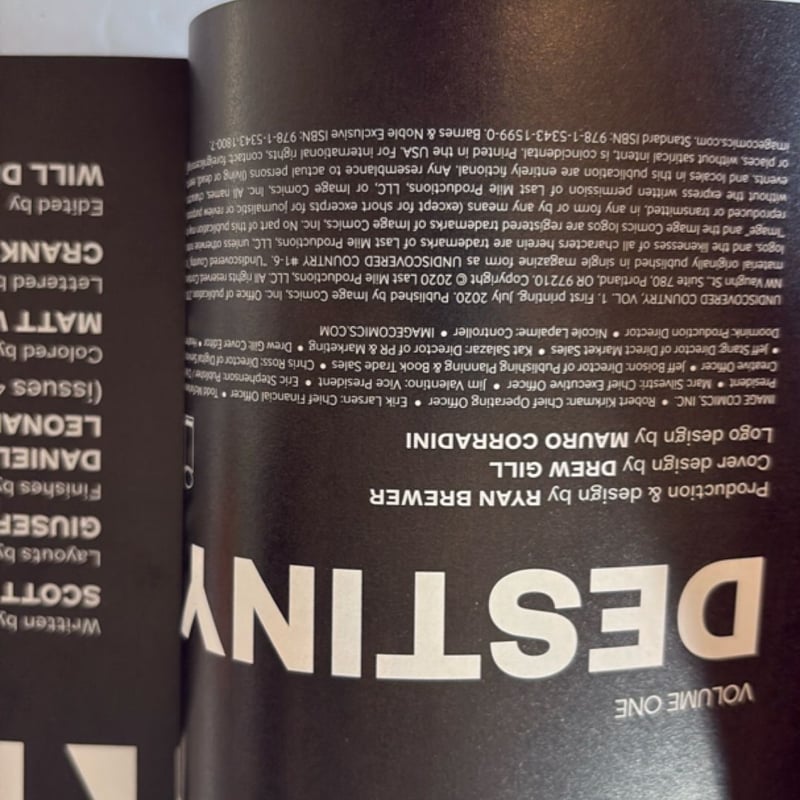 VOLUME ONE
DESTINY
Production & design by RYAN BREWER
Cover design by DREW GILL
Logo design by MAURO CORRADINI
IMAGE COMICS, INC. • Robert Kirkman: Chief Operating Officer • Erik Larsen: Chief Financial Officer • Todd
President • Marc Silvestri: Chief Executive Officer • Jim Valentino: Vice President • Eric Stephenson: Publisher
Creative Officer • Jeff Boison: Director of Publishing Planning & Book Trade Sales • Chris Ross: Director of Digital
• Jeff Stang: Director of Direct Market Sales • Kat Salazar: Director of PR & Marketing • Drew Gill: Cover Editor •
Doornink: Production Director • Nicole Lapalme: Controller • IMAGECOMICS.COM
UNDISCOVERED COUNTRY, VOL. 1. First printing. July 2020. Published by Image Comics, Inc. Office of publication:
NW Vaughn St., Suite 780, Portland, OR 97210. Copyright © 2020 Last Mile Productions, LLC. All rights reserved.
material originally published in single magazine form as UNDISCOVERED COUNTRY #1-6. "Undiscovered
logos, and the likenesses of all characters herein are trademarks of Last Mile Productions, LLC, unless otherwise
"Image" and the Image Comics logos are registered trademarks of Image Comics, Inc. No part of this publication
reproduced or transmitted, in any form or by any means (except for short excerpts for journalistic or review
without the express written permission of Last Mile Productions, LLC, or Image Comics, Inc. All names,
events, and locales in this publication are entirely fictional. Any resemblance to actual persons (living or dead),
or places, without satirical intent, is coincidental. Printed in the USA. For international rights, contact:
imagecomics.com. Standard ISBN: 978-1-5343-1599-0. Barnes & Noble Exclusive ISBN: 978-1-5343-1800-7.
Written by
SCOTT
Layouts by
GIUSEP
Finishes by
DANIEL
LEONA
(issues
Colored by
MATT
Lettered b
CRANK
Edited by
WILL D